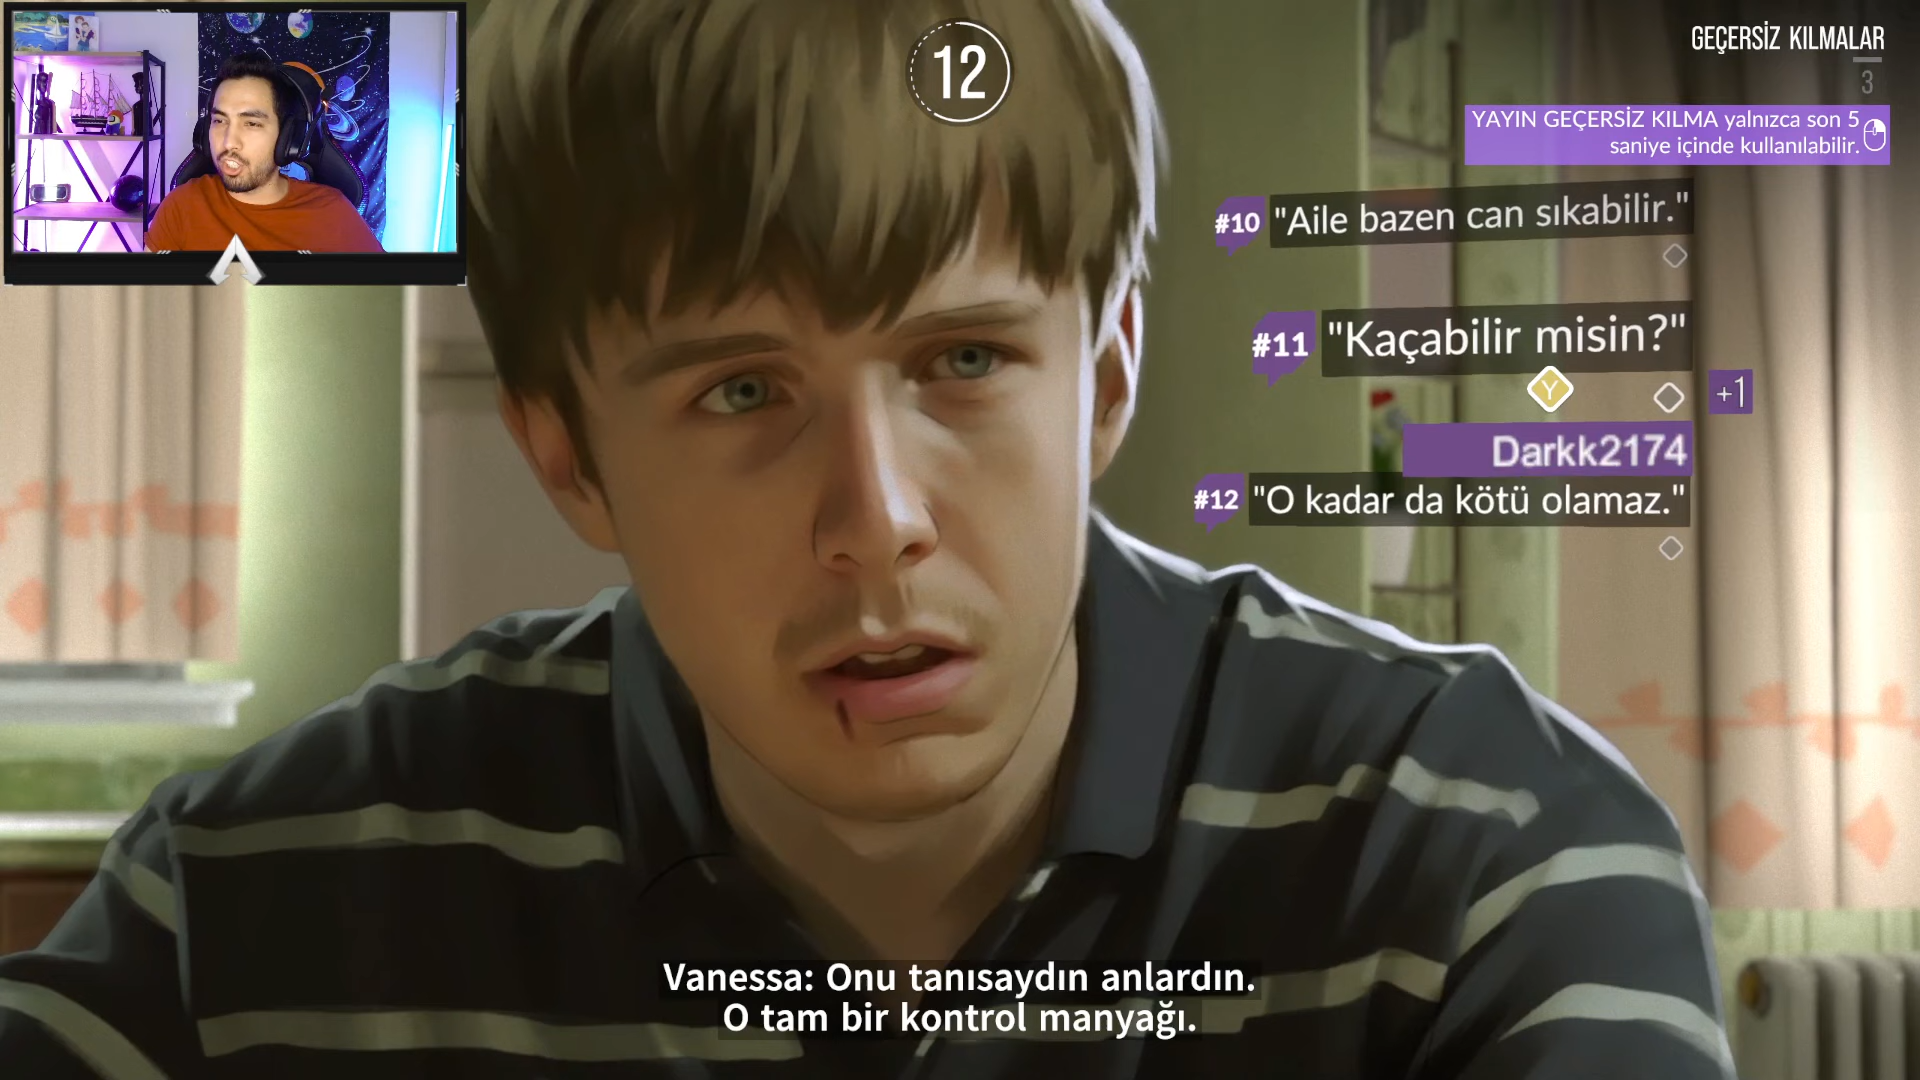 12
GEÇERSİZ KILMALAR
3
YAYIN GEÇERSİZ KILMA yalnızca son 5
saniye içinde kullanılabilir.
#10 "Aile bazen can sıkabilir."
#11 "Kaçabilir misin?"
Y
+1
Darkk2174
#12 "O kadar da kötü olamaz."
Vanessa: Onu tanısaydın anlardın.
O tam bir kontrol manyağı.